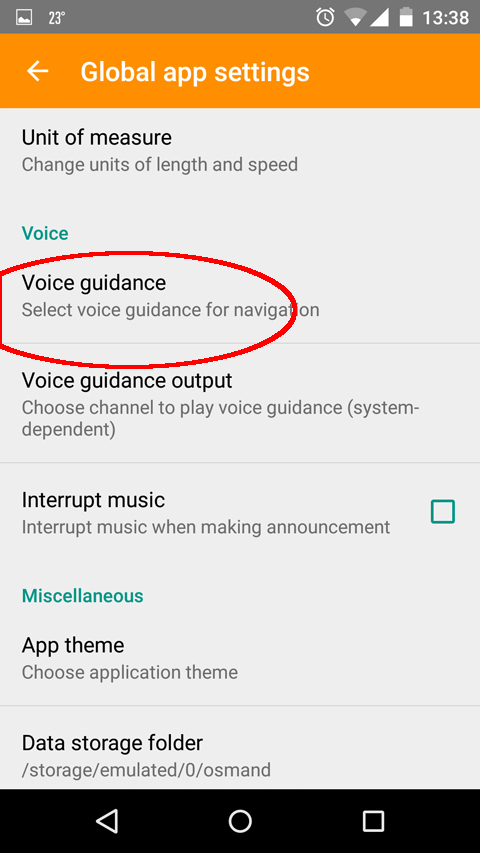 23°
13:38
Global app settings
Unit of measure
Change units of length and speed
Voice
Voice guidance
Select voice guidance for navigation
Voice guidance output
Choose channel to play voice guidance (system-
dependent)
Interrupt music
Interrupt music when making announcement
Miscellaneous
App theme
Choose application theme
Data storage folder
/storage/emulated/0/osmand